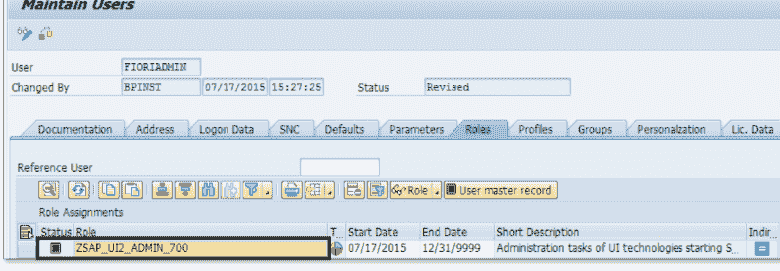 Maintain Users
User FIORIADMIN
Changed By BPINST 07/17/2015 15:27:25 Status Revised
Documentation Address Logon Data SNC Defaults Parameters Roles Profiles Groups Personalization Lic. Data
Reference User
Role User master record
Role Assignments
Status Role T... Start Date End Date Short Description Indir...
ZSAP_UI2_ADMIN_700 07/17/2015 12/31/9999 Administration tasks of UI technologies starting S...